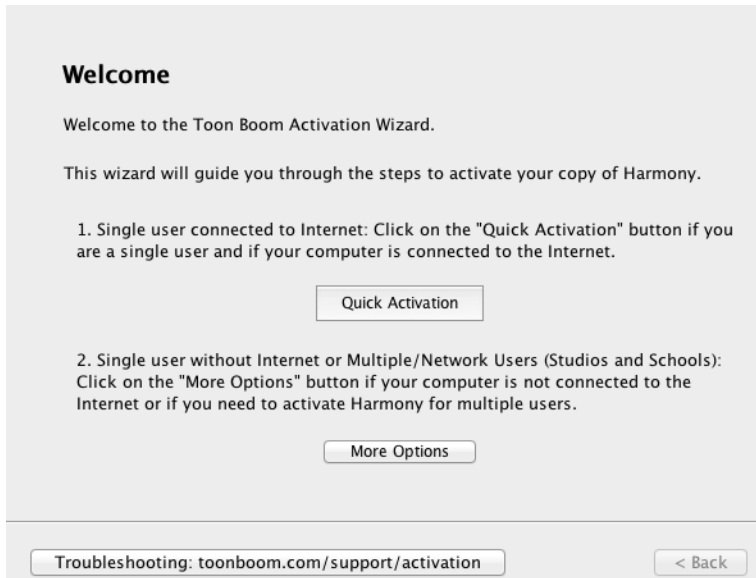 Welcome
Welcome to the Toon Boom Activation Wizard.
This wizard will guide you through the steps to activate your copy of Harmony.
1. Single user connected to Internet: Click on the "Quick Activation" button if you
are a single user and if your computer is connected to the Internet.
Quick Activation
2. Single user without Internet or Multiple/Network Users (Studios and Schools):
Click on the "More Options" button if your computer is not connected to the
Internet or if you need to activate Harmony for multiple users.
More Options
Troubleshooting: toonboom.com/support/activation
< Back